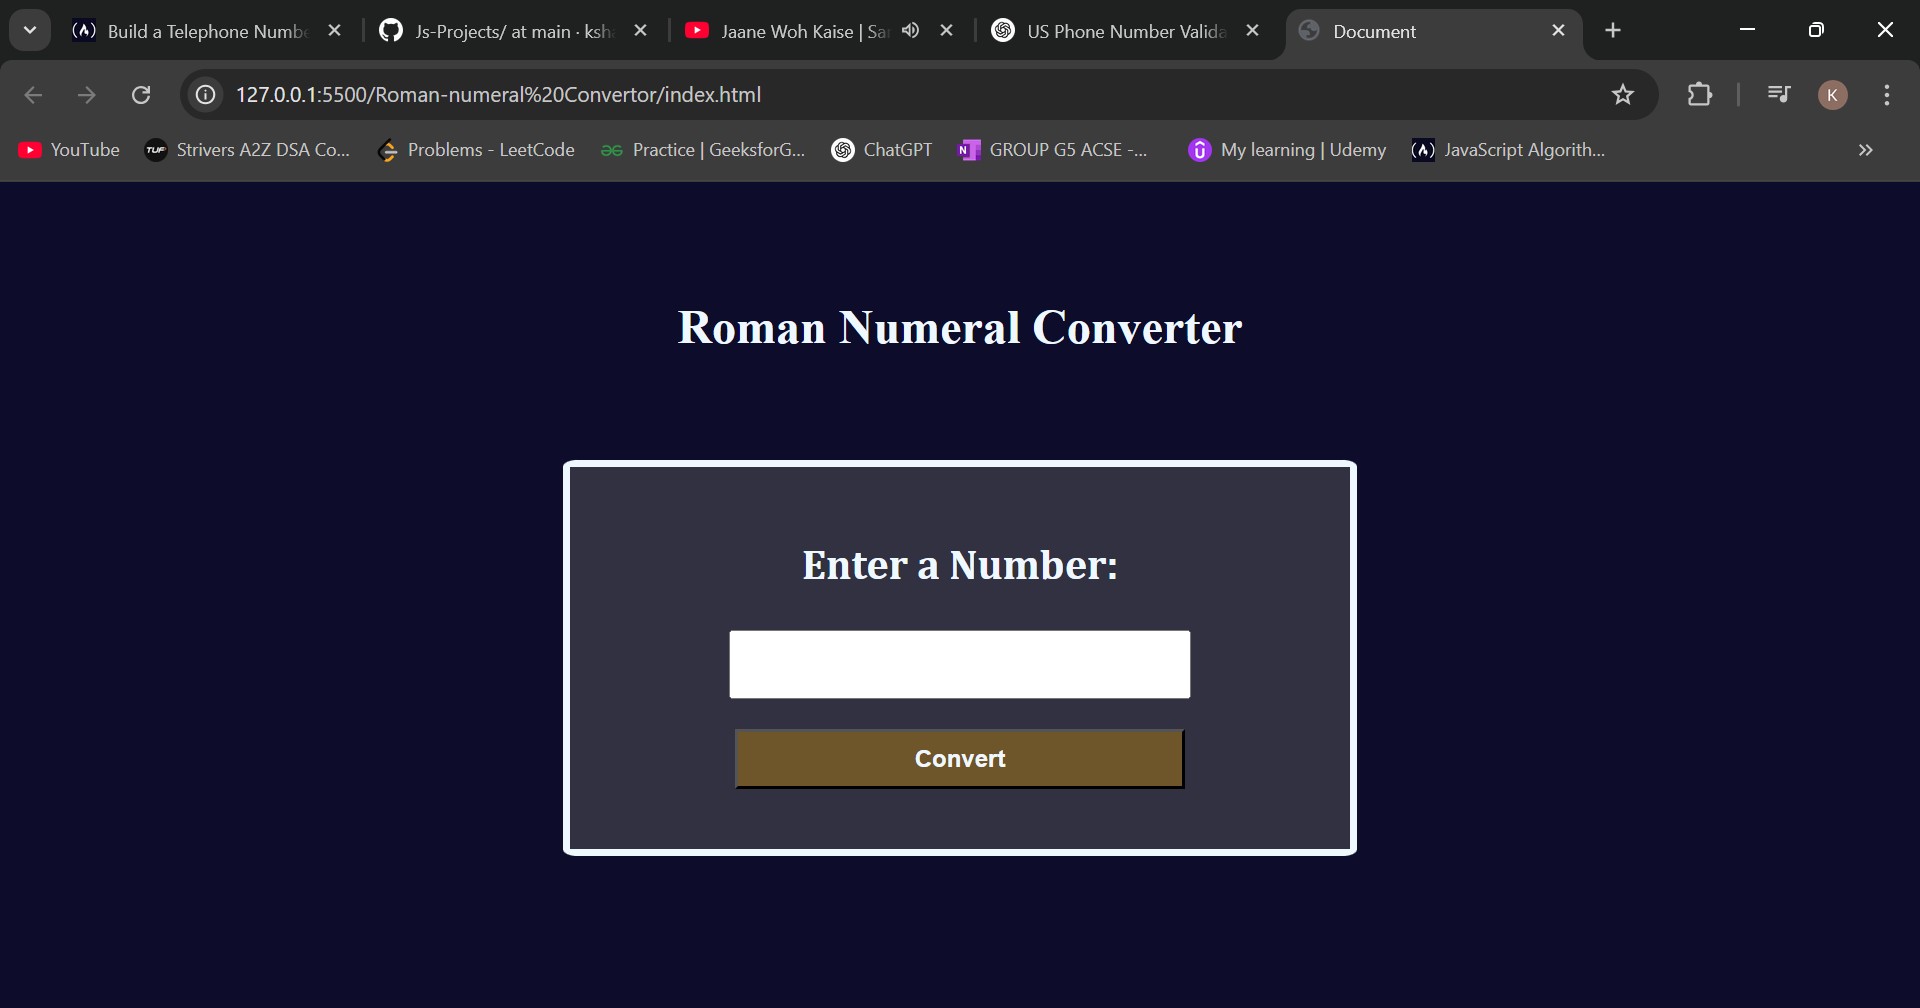 Build a Telephone Numbe
Js-Projects/ at main · ksh
Jaane Woh Kaise | Sa
US Phone Number Valida
Document
127.0.0.1:5500/Roman-numeral%20Convertor/index.html
K
YouTube
TUF
Strivers A2Z DSA Co...
Problems - LeetCode
Practice | GeeksforG...
ChatGPT
N
GROUP G5 ACSE -...
My learning | Udemy
JavaScript Algorith...
Roman Numeral Converter
Enter a Number:
Convert